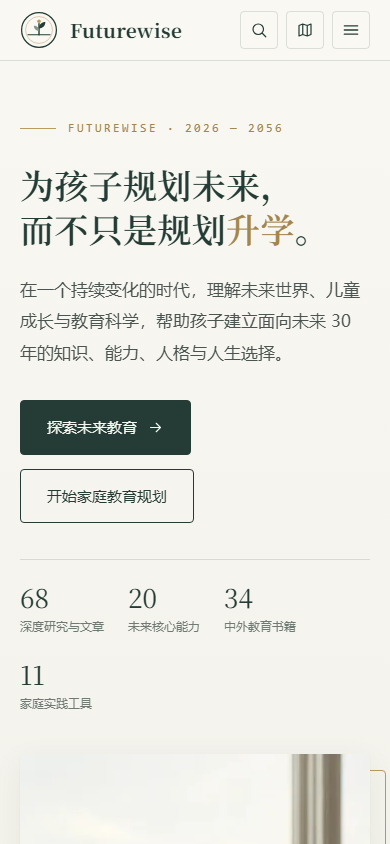 Futurewise
FUTUREWISE · 2026 — 2056
为孩子规划未来，
而不只是规划升学。
在一个持续变化的时代，理解未来世界、儿童
成长与教育科学，帮助孩子建立面向未来 30
年的知识、能力、人格与人生选择。
探索未来教育 →
开始家庭教育规划
68 20 34
深度研究与文章 未来核心能力 中外教育书籍
11
家庭实践工具